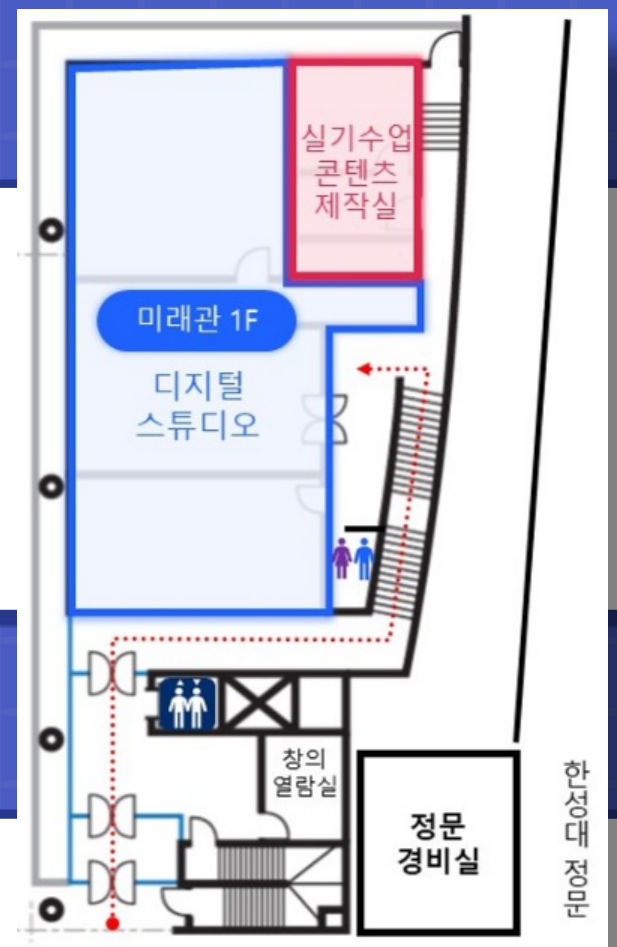 실기수업
콘텐츠
제작실
미래관 1F
디지털
스튜디오
창의
열람실
정문
경비실
한성대 정문